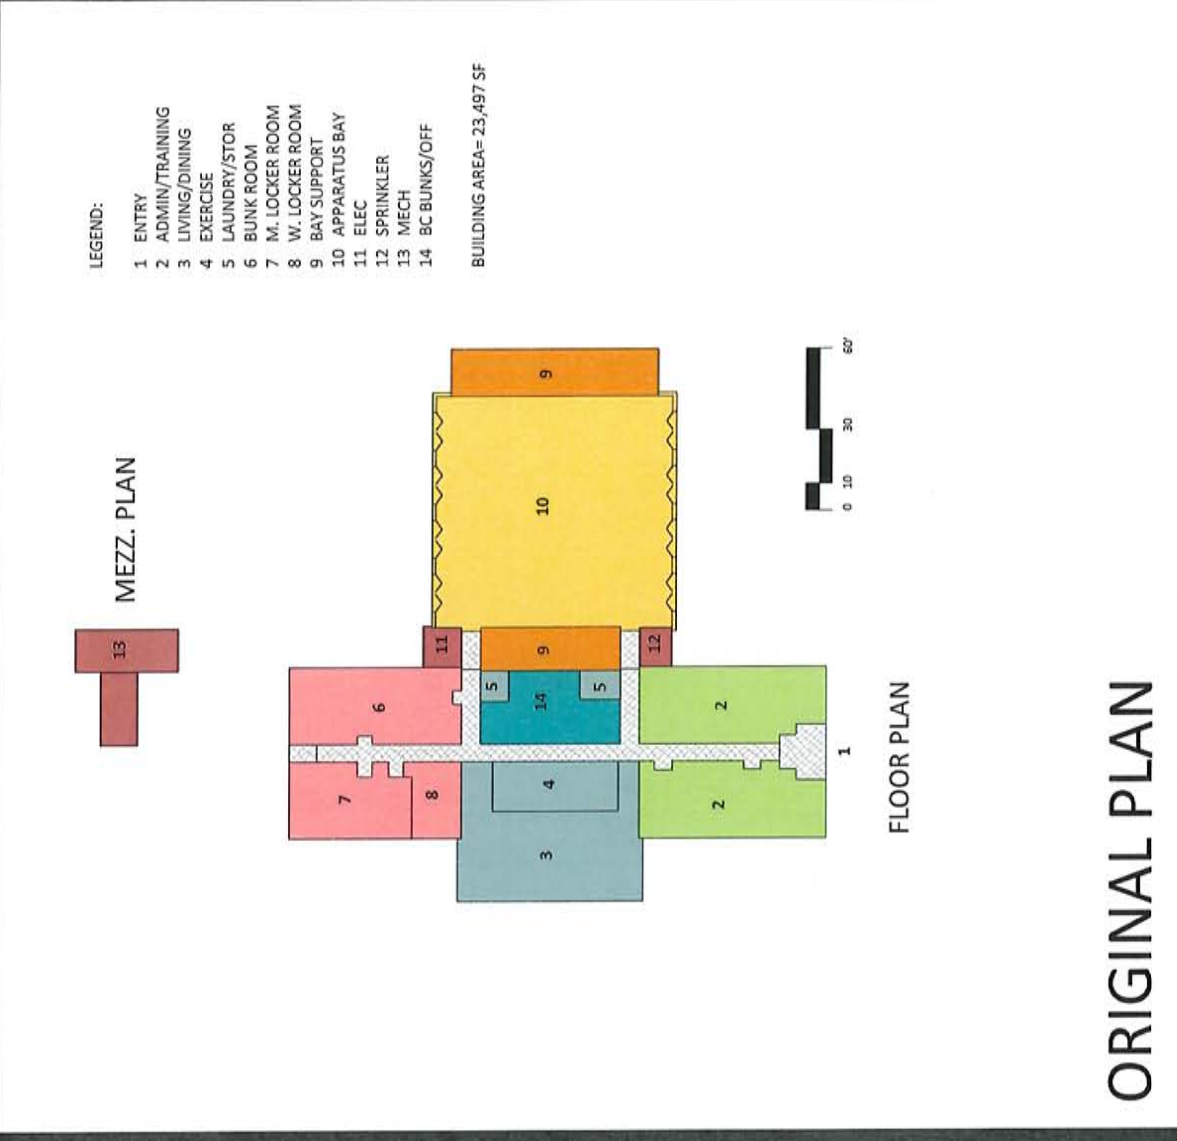 LEGEND:
1 ENTRY
2 ADMIN/TRAINING
3 LIVING/DINING
4 EXERCISE
5 LAUNDRY/STOR
6 BUNK ROOM
7 M. LOCKER ROOM
8 W. LOCKER ROOM
9 BAY SUPPORT
10 APPARATUS BAY
11 ELEC
12 SPRINKLER
13 MECH
14 BC BUNKS/OFF
BUILDING AREA= 23,497 SF
13
MEZZ. PLAN
7
6
8
11
3
4
14
5
5
9
10
9
12
2
2
1
0 10 30 60'
FLOOR PLAN
ORIGINAL PLAN